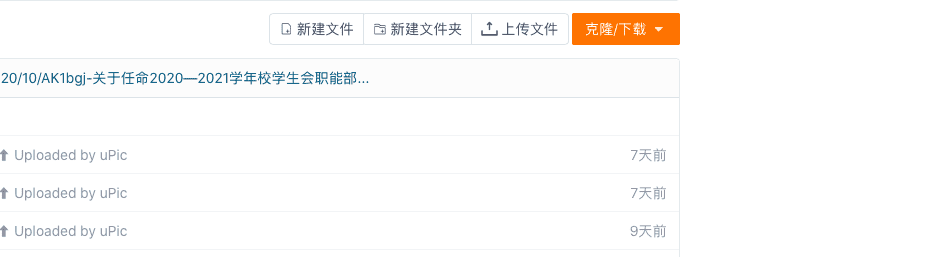 新建文件 新建文件夹 上传文件 克隆/下载
20/10/AK1bgj-关于任命2020—2021学年校学生会职能部...
Uploaded by uPic 7天前
Uploaded by uPic 7天前
Uploaded by uPic 9天前